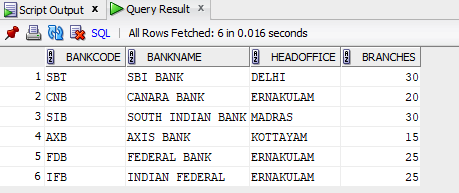 Script Output x Query Result x
SQL | All Rows Fetched: 6 in 0.016 seconds
BANKCODE BANKNAME HEADOFFICE BRANCHES
1 SBT SBI BANK DELHI 30
2 CNB CANARA BANK ERNAKULAM 20
3 SIB SOUTH INDIAN BANK MADRAS 30
4 AXB AXIS BANK KOTTAYAM 15
5 FDB FEDERAL BANK ERNAKULAM 25
6 IFB INDIAN FEDERAL ERNAKULAM 25